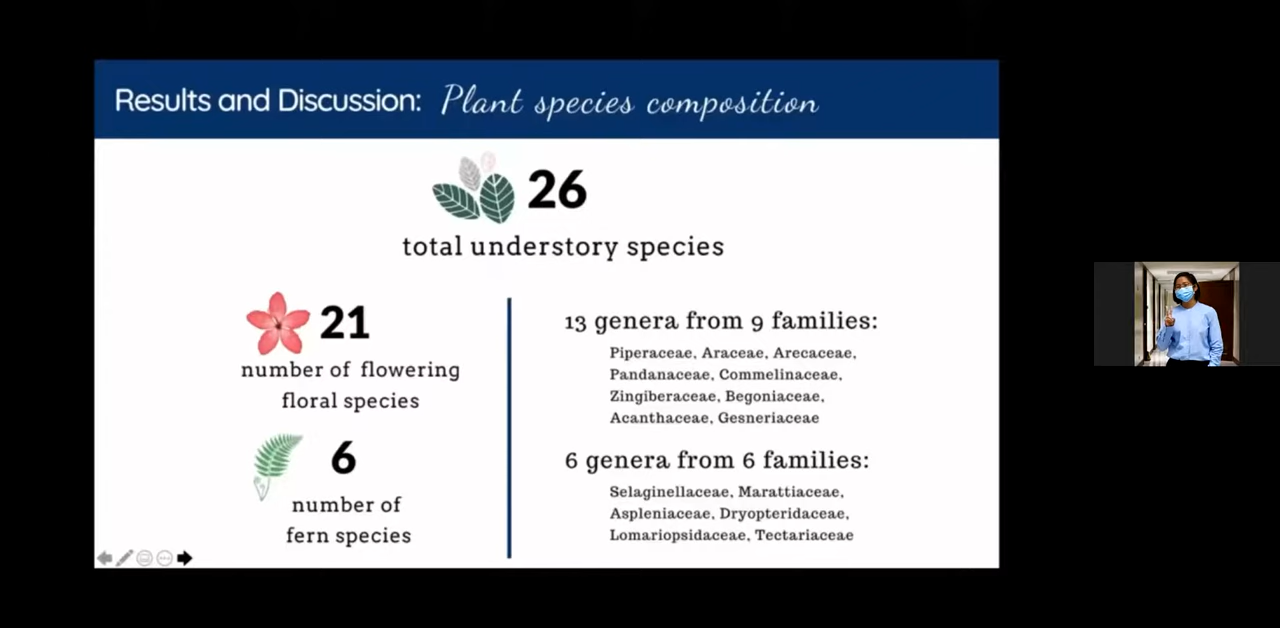 Results and Discussion: Plant species composition
26
total understory species
21
number of flowering
floral species
6
number of
fern species
13 genera from 9 families:
Piperaceae, Araceae, Arecaceae,
Pandanaceae, Commelinaceae,
Zingiberaceae, Begoniaceae,
Acanthaceae, Gesneriaceae
6 genera from 6 families:
Selaginellaceae, Marattiaceae,
Aspleniaceae, Dryopteridaceae,
Lomariopsidaceae, Tectariaceae